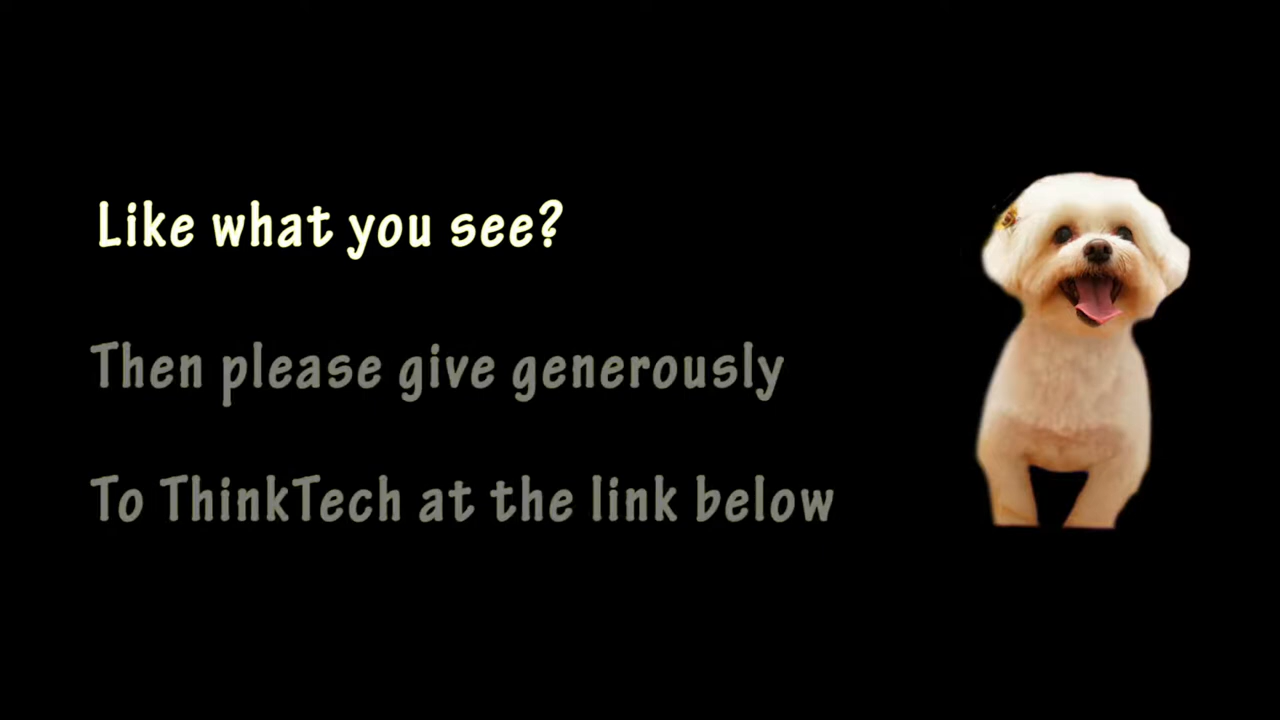 Like what you see?
Then please give generously
To ThinkTech at the link below